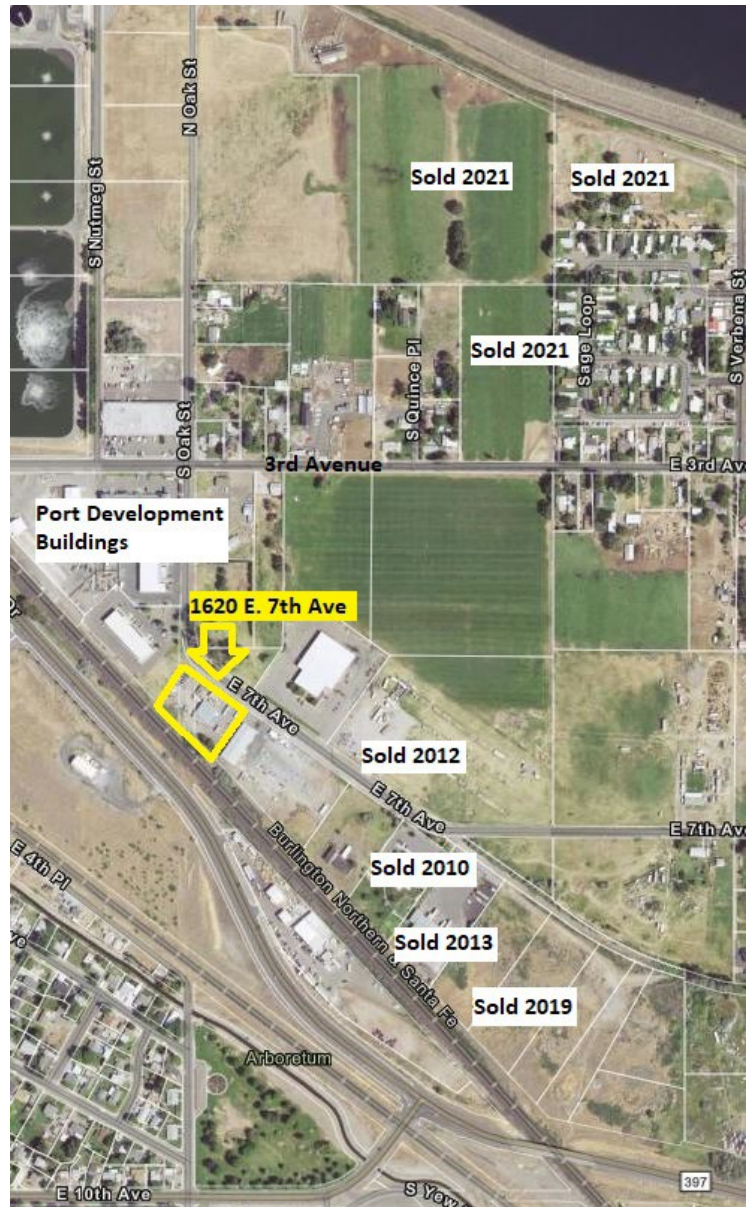 N Oak St
S Nutmeg St
Sold 2021
Sold 2021
S Verbena St
Sage Loop
Sold 2021
S Quince Pl
S Oak St
3rd Avenue
E 3rd Ave
Port Development
Buildings
1620 E. 7th Ave
E 7th Ave
Sold 2012
E 7th Ave
E 7th Ave
E 4th Pl
Burlington Northern & Santa Fe
Sold 2010
Sold 2013
Sold 2019
Arboretum
397
E 10th Ave
S Yew